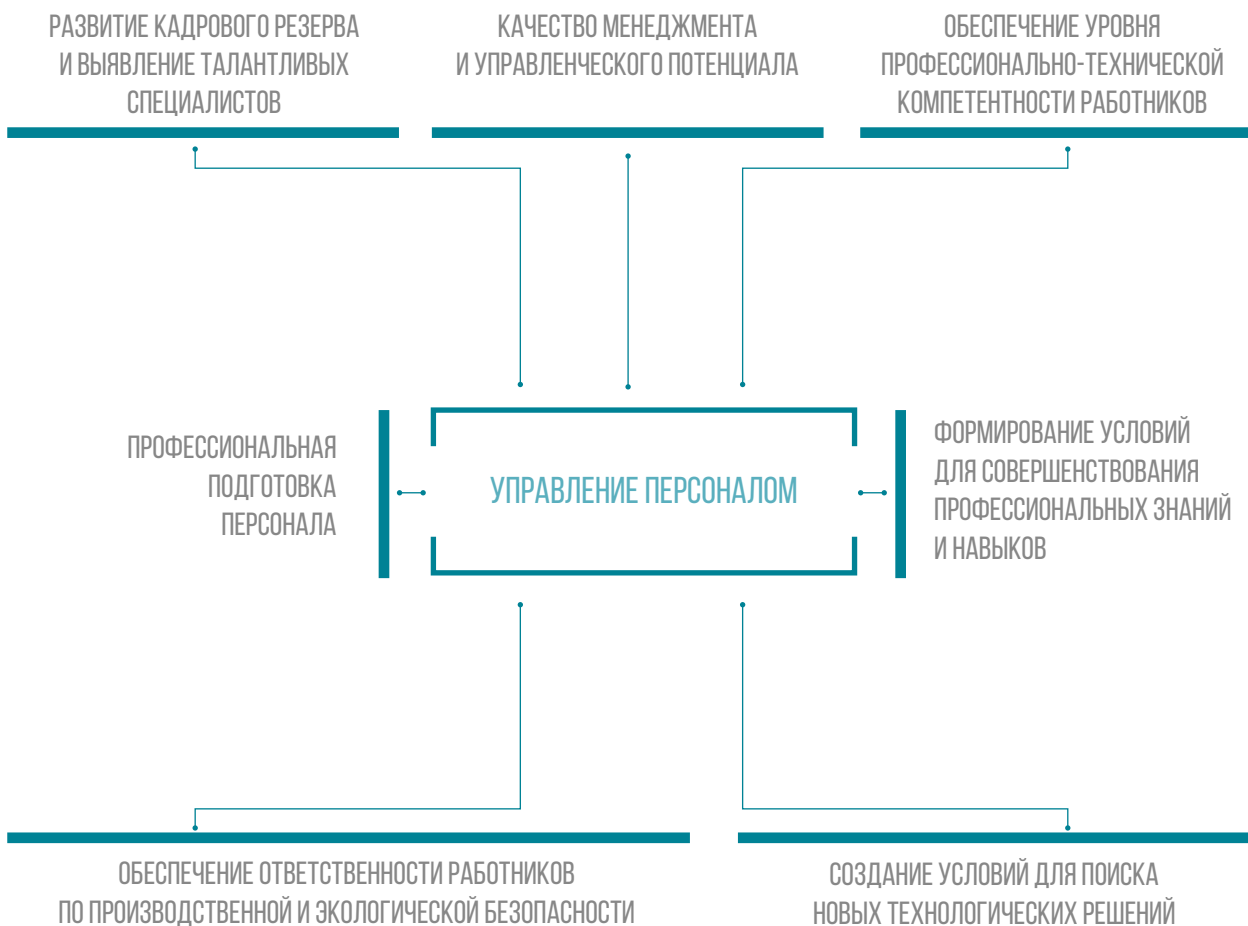 РАЗВИТИЕ КАДРОВОГО РЕЗЕРВА
И ВЫЯВЛЕНИЕ ТАЛАНТЛИВЫХ
СПЕЦИАЛИСТОВ
КАЧЕСТВО МЕНЕДЖМЕНТА
И УПРАВЛЕНЧЕСКОГО ПОТЕНЦИАЛА
ОБЕСПЕЧЕНИЕ УРОВНЯ
ПРОФЕССИОНАЛЬНО-ТЕХНИЧЕСКОЙ
КОМПЕТЕНТНОСТИ РАБОТНИКОВ
ПРОФЕССИОНАЛЬНАЯ
ПОДГОТОВКА
ПЕРСОНАЛА
УПРАВЛЕНИЕ ПЕРСОНАЛОМ
ФОРМИРОВАНИЕ УСЛОВИЙ
ДЛЯ СОВЕРШЕНСТВОВАНИЯ
ПРОФЕССИОНАЛЬНЫХ ЗНАНИЙ
И НАВЫКОВ
ОБЕСПЕЧЕНИЕ ОТВЕТСТВЕННОСТИ РАБОТНИКОВ
ПО ПРОИЗВОДСТВЕННОЙ И ЭКОЛОГИЧЕСКОЙ БЕЗОПАСНОСТИ
СОЗДАНИЕ УСЛОВИЙ ДЛЯ ПОИСКА
НОВЫХ ТЕХНОЛОГИЧЕСКИХ РЕШЕНИЙ